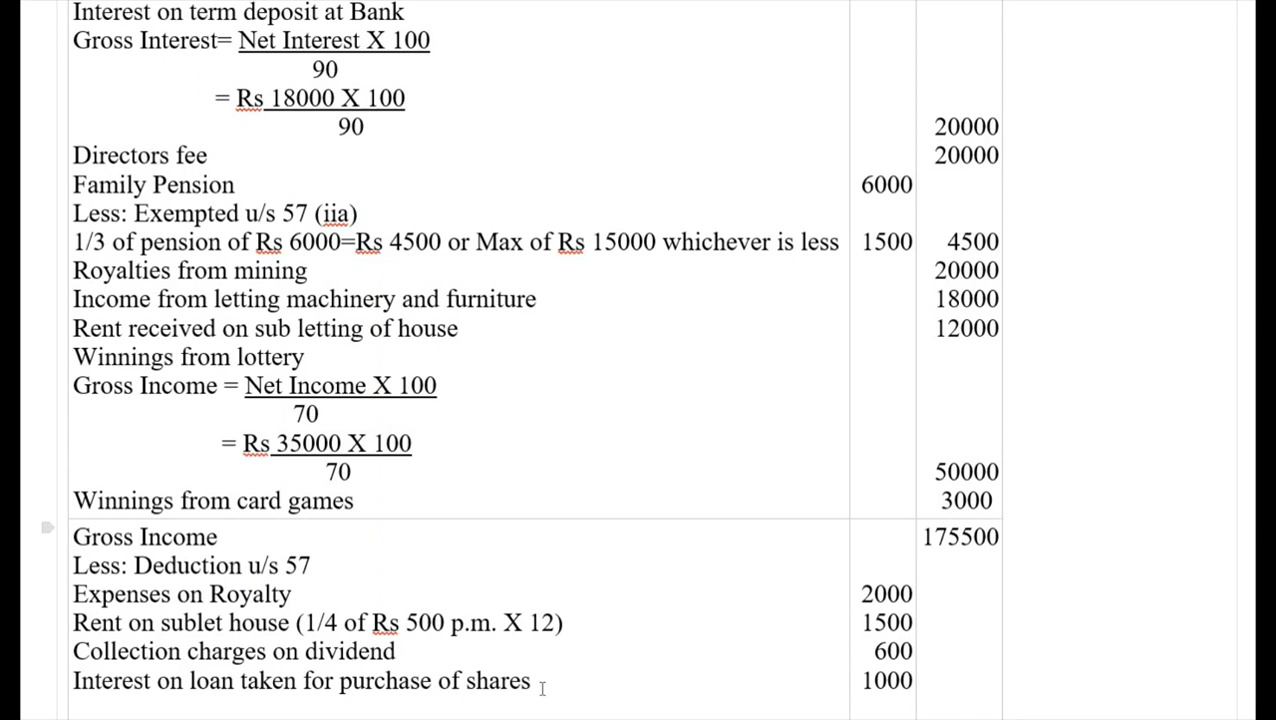 Interest on term deposit at Bank
Gross Interest= Net Interest X 100
90
= Rs 18000 X 100
90 20000
Directors fee 20000
Family Pension 6000
Less: Exempted u/s 57 (iia)
1/3 of pension of Rs 6000=Rs 4500 or Max of Rs 15000 whichever is less 1500 4500
Royalties from mining 20000
Income from letting machinery and furniture 18000
Rent received on sub letting of house 12000
Winnings from lottery
Gross Income = Net Income X 100
70
= Rs 35000 X 100
70 50000
Winnings from card games 3000
Gross Income 175500
Less: Deduction u/s 57
Expenses on Royalty 2000
Rent on sublet house (1/4 of Rs 500 p.m. X 12) 1500
Collection charges on dividend 600
Interest on loan taken for purchase of shares 1000